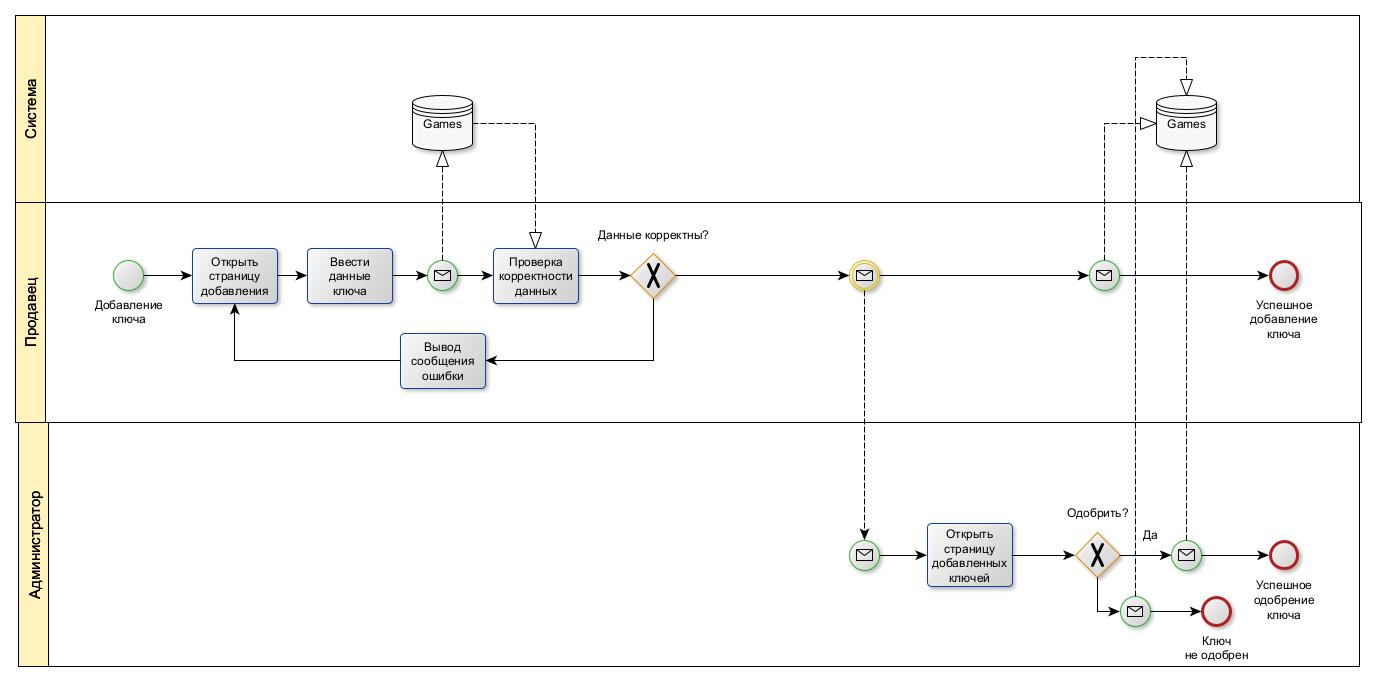 Система
Games
Games
Продавец
Добавление
ключа
Открыть
страницу
добавления
Ввести
данные
ключа
Проверка
корректности
данных
Данные корректны?
Вывод
сообщения
ошибки
Успешное
добавление
ключа
Администратор
Открыть
страницу
добавленных
ключей
Одобрить?
Да
Успешное
одобрение
ключа
Ключ
не одобрен